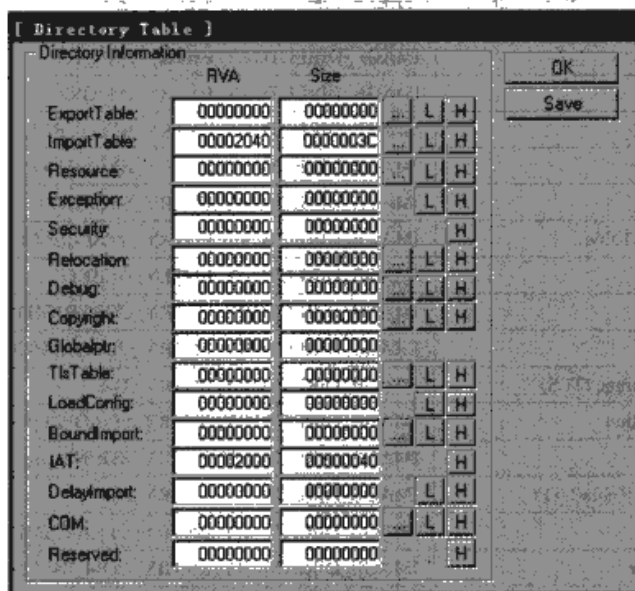 [ Directory Table ]
Directory Information
RVA Size
OK
Save
ExportTable: 00000000 00000000 ... L H
ImportTable: 00002040 0000003C ... L H
Resource: 00000000 00000000 ... L H
Exception: 00000000 00000000 L H
Security: 00000000 00000000 H
Relocation: 00000000 00000000 ... L H
Debug: 00000000 00000000 ... L H
Copyright: 00000000 00000000 ... L H
Globalptr: 00000000 00000000
TlsTable: 00000000 00000000 ... L H
LoadConfig: 00000000 00000000 L H
BoundImport: 00000000 00000000 ... L H
IAT: 00002000 00000040 H
DelayImport: 00000000 00000000 L H
COM: 00000000 00000000 ... L H
Reserved: 00000000 00000000 H